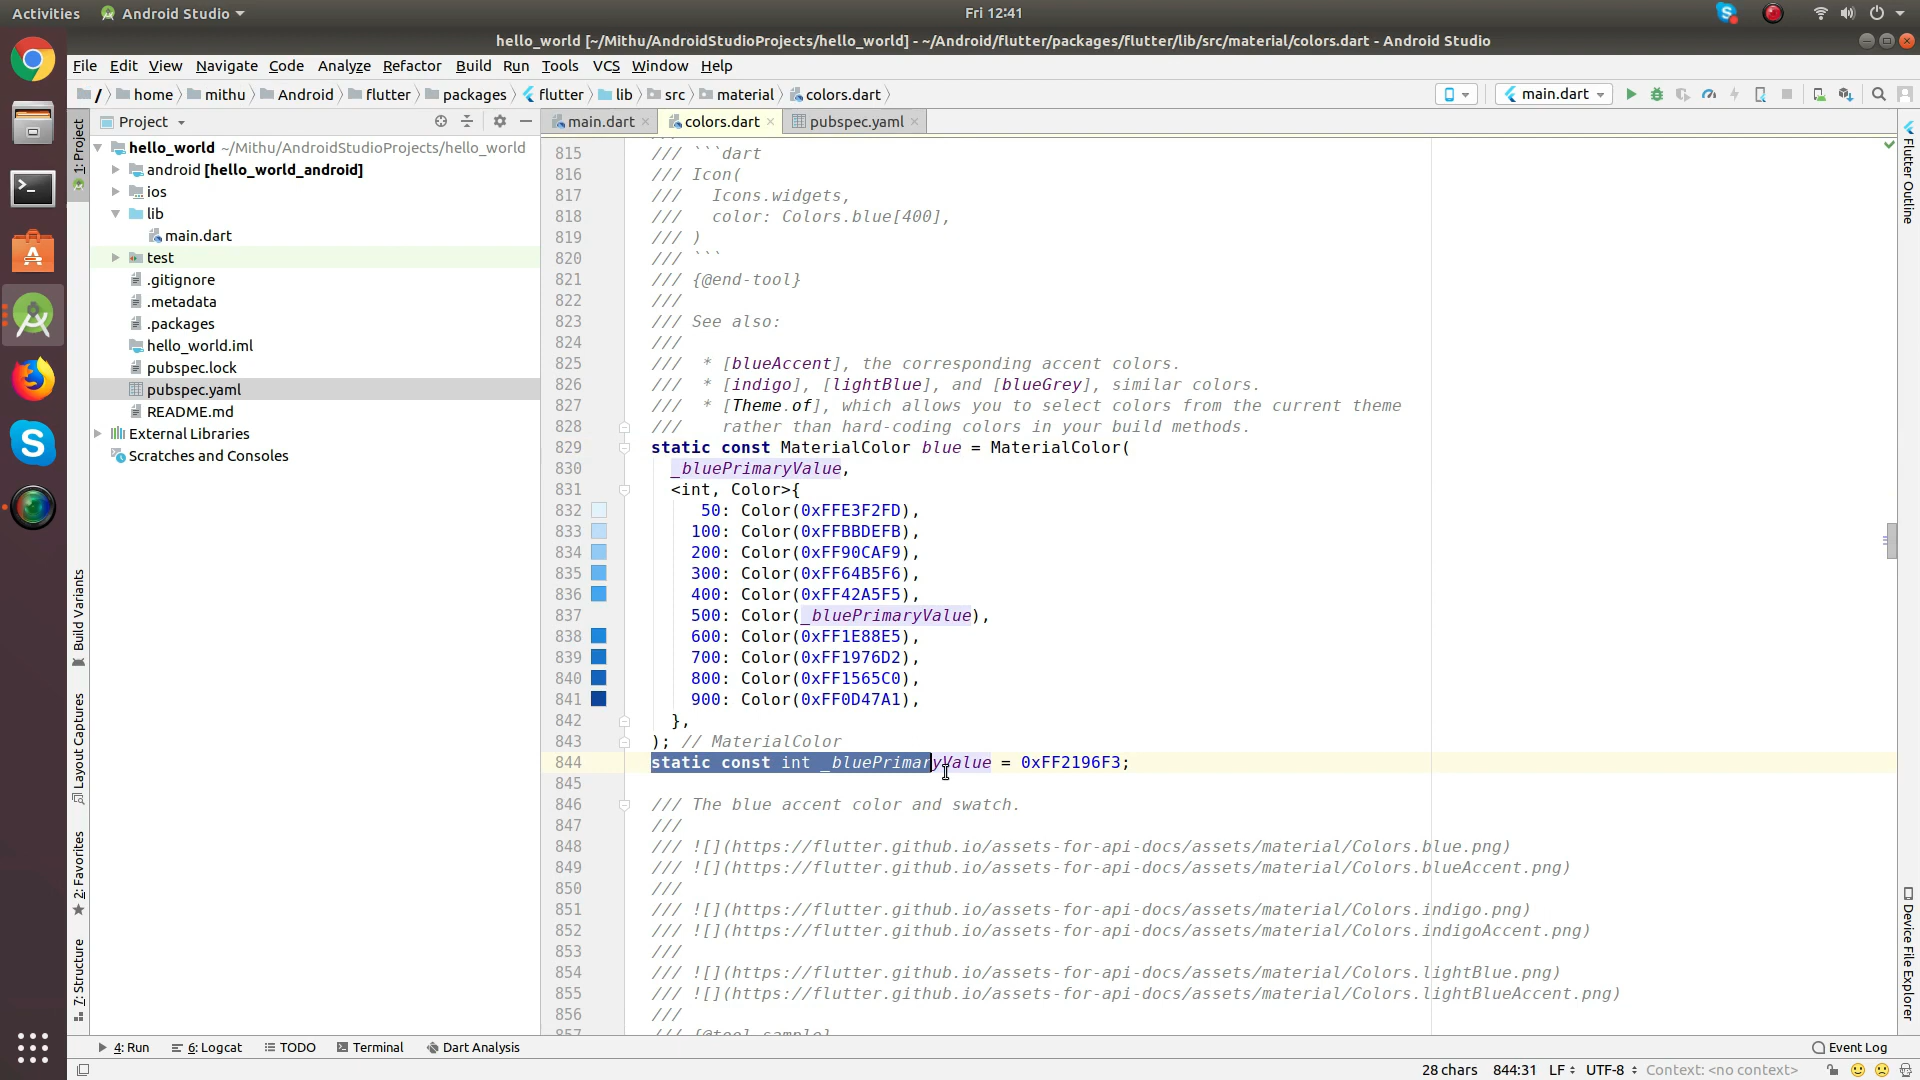 Activities Android Studio Fri 12:41
hello_world [~/Mithu/AndroidStudioProjects/hello_world] - ~/Android/flutter/packages/flutter/lib/src/material/colors.dart - Android Studio
File Edit View Navigate Code Analyze Refactor Build Run Tools VCS Window Help
/ home mithu Android flutter packages flutter lib src material colors.dart main.dart
Project
main.dart colors.dart pubspec.yaml
1: Project
Build Variants
Layout Captures
2: Favorites
7: Structure
hello_world ~/Mithu/AndroidStudioProjects/hello_world
android [hello_world_android]
ios
lib
main.dart
test
.gitignore
.metadata
.packages
hello_world.iml
pubspec.lock
pubspec.yaml
README.md
External Libraries
Scratches and Consoles
815 /// ```dart
816 /// Icon(
817 ///   Icons.widgets,
818 ///   color: Colors.blue[400],
819 /// )
820 /// ```
821 /// {@end-tool}
822 ///
823 /// See also:
824 ///
825 ///  * [blueAccent], the corresponding accent colors.
826 ///  * [indigo], [lightBlue], and [blueGrey], similar colors.
827 ///  * [Theme.of], which allows you to select colors from the current theme
828 ///    rather than hard-coding colors in your build methods.
829 static const MaterialColor blue = MaterialColor(
830 _bluePrimaryValue,
831 <int, Color>{
832 50: Color(0xFFE3F2FD),
833 100: Color(0xFFBBDEFB),
834 200: Color(0xFF90CAF9),
835 300: Color(0xFF64B5F6),
836 400: Color(0xFF42A5F5),
837 500: Color(_bluePrimaryValue),
838 600: Color(0xFF1E88E5),
839 700: Color(0xFF1976D2),
840 800: Color(0xFF1565C0),
841 900: Color(0xFF0D47A1),
842 },
843 ); // MaterialColor
844 static const int _bluePrimaryValue = 0xFF2196F3;
845
846 /// The blue accent color and swatch.
847 ///
848 /// ![](https://flutter.github.io/assets-for-api-docs/assets/material/Colors.blue.png)
849 /// ![](https://flutter.github.io/assets-for-api-docs/assets/material/Colors.blueAccent.png)
850 ///
851 /// ![](https://flutter.github.io/assets-for-api-docs/assets/material/Colors.indigo.png)
852 /// ![](https://flutter.github.io/assets-for-api-docs/assets/material/Colors.indigoAccent.png)
853 ///
854 /// ![](https://flutter.github.io/assets-for-api-docs/assets/material/Colors.lightBlue.png)
855 /// ![](https://flutter.github.io/assets-for-api-docs/assets/material/Colors.lightBlueAccent.png)
856 ///
857 /// {@tool sample}
Flutter Outline
Device File Explorer
4: Run 6: Logcat TODO Terminal Dart Analysis Event Log
28 chars 844:31 LF UTF-8 Context: <no context>